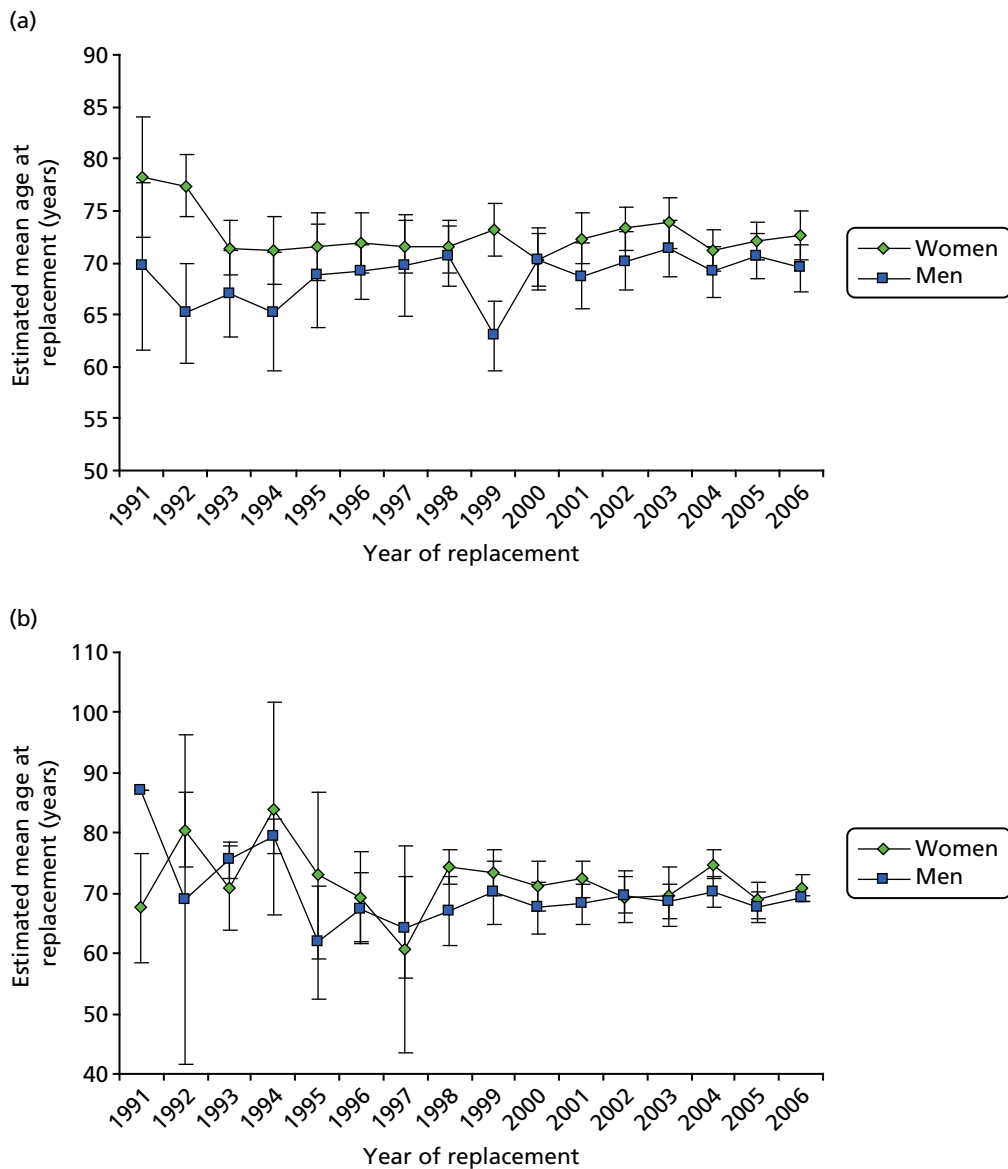 (a)
90
85
80
75
70
65
60
55
50
Estimated mean age at
replacement (years)
1991 1992 1993 1994 1995 1996 1997 1998 1999 2000 2001 2002 2003 2004 2005 2006
Year of replacement
Women
Men
(b)
110
100
90
80
70
60
50
40
Estimated mean age at
replacement (years)
1991 1992 1993 1994 1995 1996 1997 1998 1999 2000 2001 2002 2003 2004 2005 2006
Year of replacement
Women
Men